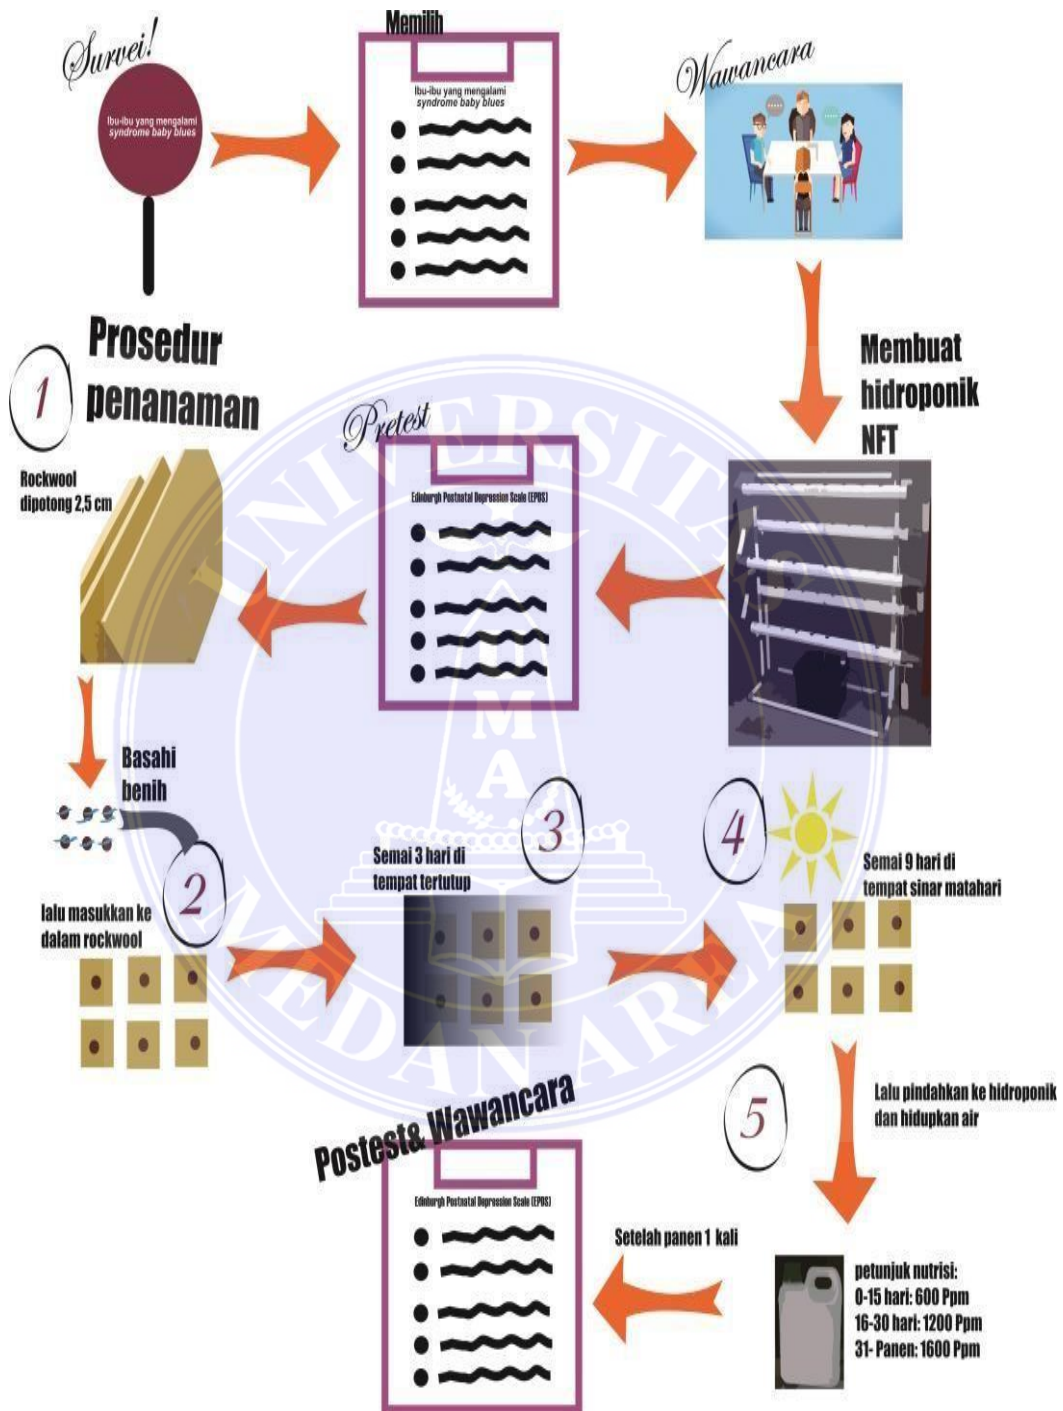 Survei!
Ibu-ibu yang mengalami
syndrome baby blues
Memilih
Ibu-ibu yang mengalami
syndrome baby blues
Wawancara
Membuat
hidroponik
NFT
Pretest
Edinburgh Postnatal Depression Scale (EPDS)
1
Prosedur
penanaman
Rockwool
dipotong 2,5 cm
Basahi
benih
2
lalu masukkan ke
dalam rockwool
3
Semai 3 hari di
tempat tertutup
4
Semai 9 hari di
tempat sinar matahari
5
Lalu pindahkan ke hidroponik
dan hidupkan air
petunjuk nutrisi:
0-15 hari: 600 Ppm
16-30 hari: 1200 Ppm
31- Panen: 1600 Ppm
Setelah panen 1 kali
Postest& Wawancara
Edinburgh Postnatal Depression Scale (EPDS)
UNIVERSITAS
MEDAN AREA
UMA